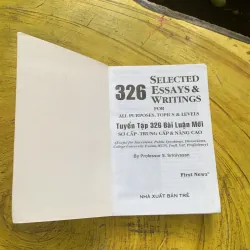 326 SELECTED
ESSAYS &
WRITINGS
FOR
ALL PURPOSES, TOPICS & LEVELS
Tuyển Tập 326 Bài Luận Mới
SƠ CẤP - TRUNG CẤP & NÂNG CAO
By Professor S. Srinivasan
First News
NHÀ XUẤT BẢN TRẺ